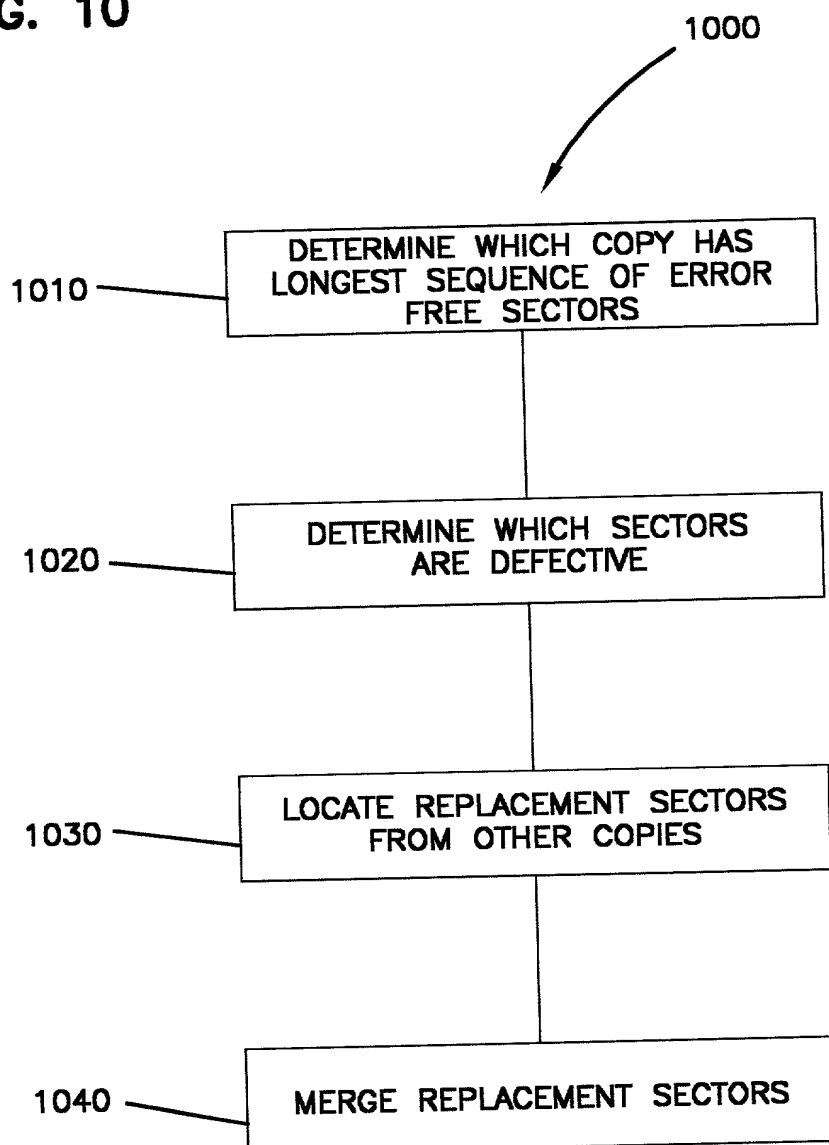 G. 10
1000
1010
DETERMINE WHICH COPY HAS
LONGEST SEQUENCE OF ERROR
FREE SECTORS
1020
DETERMINE WHICH SECTORS
ARE DEFECTIVE
1030
LOCATE REPLACEMENT SECTORS
FROM OTHER COPIES
1040
MERGE REPLACEMENT SECTORS